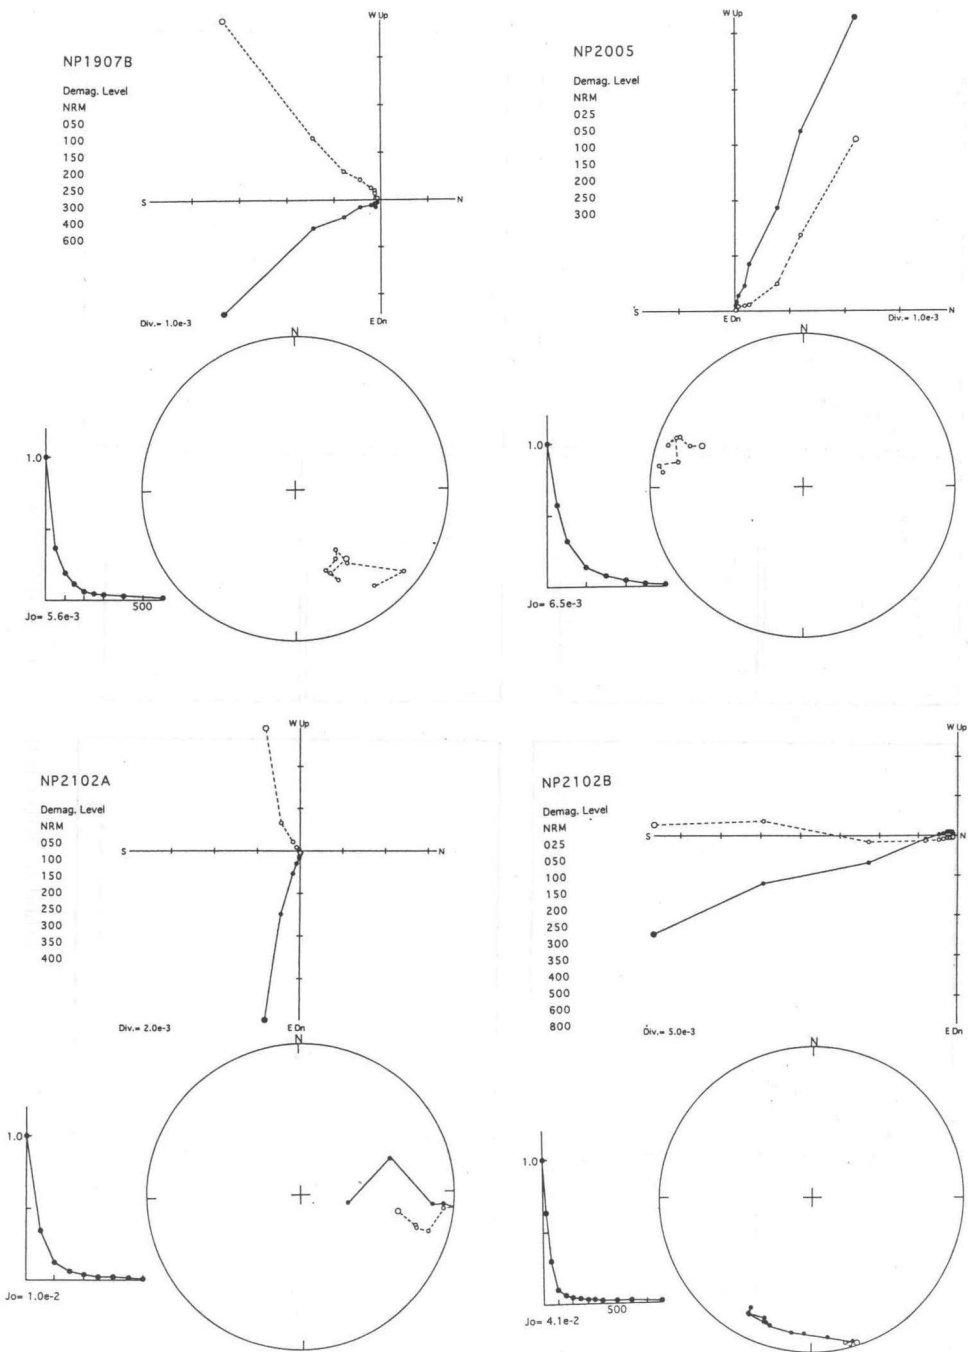 NP1907B
Demag. Level
NRM
050
100
150
200
250
300
400
600
W Up
S
N
E Dn
Div.= 1.0e-3
N
1.0
500
Jo= 5.6e-3
NP2005
Demag. Level
NRM
025
050
100
150
200
250
300
W Up
S
N
E Dn
Div.= 1.0e-3
N
1.0
Jo= 6.5e-3
NP2102A
Demag. Level
NRM
050
100
150
200
250
300
350
400
W Up
S
N
E Dn
Div.= 2.0e-3
N
1.0
Jo= 1.0e-2
NP2102B
Demag. Level
NRM
025
050
100
150
200
250
300
350
400
500
600
800
W Up
S
N
E Dn
Div.= 5.0e-3
N
1.0
500
Jo= 4.1e-2